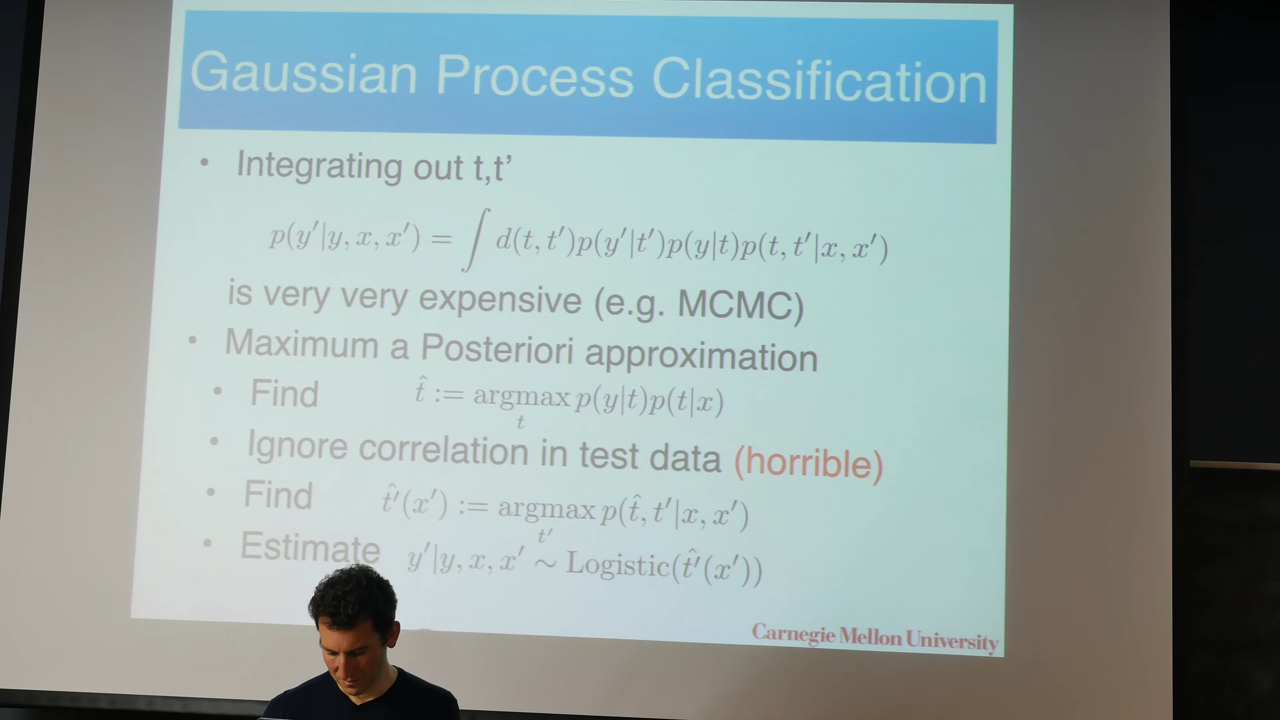 Gaussian Process Classification
• Integrating out t,t’
p(y′|y, x, x′) = ∫ d(t, t′)p(y′|t′)p(y|t)p(t, t′|x, x′)
is very very expensive (e.g. MCMC)
• Maximum a Posteriori approximation
• Find t̂ := argmax p(y|t)p(t|x)
t
• Ignore correlation in test data (horrible)
• Find t̂′(x′) := argmax p(t̂, t′|x, x′)
t′
• Estimate y′|y, x, x′ ∼ Logistic(t̂′(x′))
Carnegie Mellon University